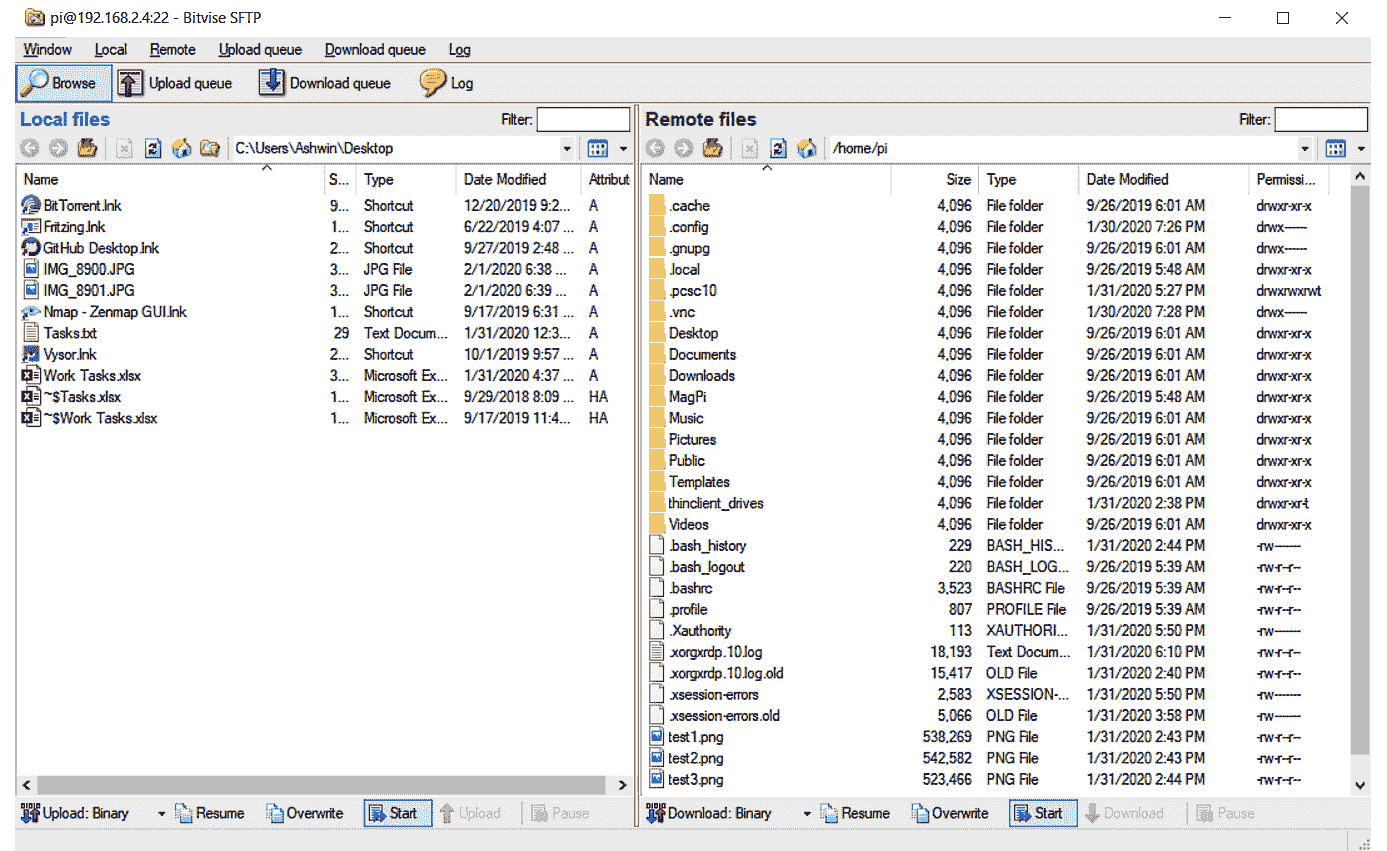 pi@192.168.2.4:22 - Bitvise SFTP
Window Local Remote Upload queue Download queue Log
Browse Upload queue Download queue Log
Local files Filter:
C:\Users\Ashwin\Desktop
Name S... Type Date Modified Attribut
BitTorrent.lnk 9... Shortcut 12/20/2019 9:2... A
Fritzing.lnk 1... Shortcut 6/22/2019 4:07 ... A
GitHub Desktop.lnk 2... Shortcut 9/27/2019 2:48 ... A
IMG_8900.JPG 3... JPG File 2/1/2020 6:38 ... A
IMG_8901.JPG 3... JPG File 2/1/2020 6:39 ... A
Nmap - Zenmap GUI.lnk 1... Shortcut 9/17/2019 6:31 ... A
Tasks.txt 29 Text Docum... 1/31/2020 12:3... A
Vysor.lnk 2... Shortcut 10/1/2019 9:57 ... A
Work Tasks.xlsx 3... Microsoft Ex... 1/31/2020 4:37 ... A
~$Tasks.xlsx 1... Microsoft Ex... 9/29/2018 8:09 ... HA
~$Work Tasks.xlsx 1... Microsoft Ex... 9/17/2019 11:4... HA
Upload: Binary Resume Overwrite Start Upload Pause
Remote files Filter:
/home/pi
Name Size Type Date Modified Permissi...
.cache 4,096 File folder 9/26/2019 6:01 AM drwxr-xr-x
.config 4,096 File folder 1/30/2020 7:26 PM drwx------
.gnupg 4,096 File folder 9/26/2019 6:01 AM drwx------
.local 4,096 File folder 9/26/2019 5:48 AM drwxr-xr-x
.pcsc10 4,096 File folder 1/31/2020 5:27 PM drwxrwxrwt
.vnc 4,096 File folder 1/30/2020 7:28 PM drwx------
Desktop 4,096 File folder 9/26/2019 6:01 AM drwxr-xr-x
Documents 4,096 File folder 9/26/2019 6:01 AM drwxr-xr-x
Downloads 4,096 File folder 9/26/2019 6:01 AM drwxr-xr-x
MagPi 4,096 File folder 9/26/2019 5:48 AM drwxr-xr-x
Music 4,096 File folder 9/26/2019 6:01 AM drwxr-xr-x
Pictures 4,096 File folder 9/26/2019 6:01 AM drwxr-xr-x
Public 4,096 File folder 9/26/2019 6:01 AM drwxr-xr-x
Templates 4,096 File folder 9/26/2019 6:01 AM drwxr-xr-x
thinclient_drives 4,096 File folder 1/31/2020 2:38 PM drwxr-xr-t
Videos 4,096 File folder 9/26/2019 6:01 AM drwxr-xr-x
.bash_history 229 BASH_HIS... 1/31/2020 2:44 PM -rw-------
.bash_logout 220 BASH_LOG... 9/26/2019 5:39 AM -rw-r--r--
.bashrc 3,523 BASHRC File 9/26/2019 5:39 AM -rw-r--r--
.profile 807 PROFILE File 9/26/2019 5:39 AM -rw-r--r--
.Xauthority 113 XAUTHORI... 1/31/2020 5:50 PM -rw-------
.xorgxrdp.10.log 18,193 Text Docum... 1/31/2020 6:10 PM -rw-r--r--
.xorgxrdp.10.log.old 15,417 OLD File 1/31/2020 2:40 PM -rw-r--r--
.xsession-errors 2,583 XSESSION-... 1/31/2020 5:50 PM -rw-------
.xsession-errors.old 5,066 OLD File 1/31/2020 3:58 PM -rw-------
test1.png 538,269 PNG File 1/31/2020 2:43 PM -rw-r--r--
test2.png 542,582 PNG File 1/31/2020 2:43 PM -rw-r--r--
test3.png 523,466 PNG File 1/31/2020 2:44 PM -rw-r--r--
Download: Binary Resume Overwrite Start Download Pause